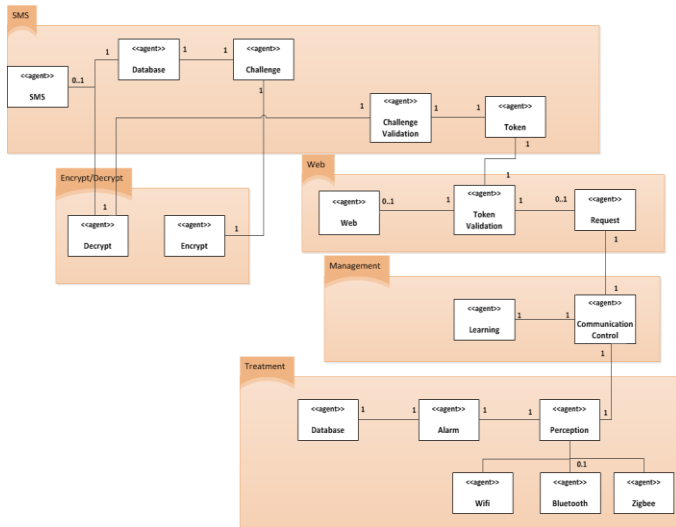 SMS
<<agent>>
Database
1
1
<<agent>>
Challenge
1
<<agent>>
SMS
0..1
1
<<agent>>
Challenge
Validation
1
1
1
<<agent>>
Token
1
Encrypt/Decrypt
1
<<agent>>
Decrypt
<<agent>>
Encrypt
1
Web
1
<<agent>>
Web
0..1
1
<<agent>>
Token
Validation
1
0..1
<<agent>>
Request
1
Management
1
<<agent>>
Learning
1
1
<<agent>>
Communication
Control
1
Treatment
<<agent>>
Database
1
1
<<agent>>
Alarm
1
1
<<agent>>
Perception
1
0.1
<<agent>>
Wifi
<<agent>>
Bluetooth
<<agent>>
Zigbee